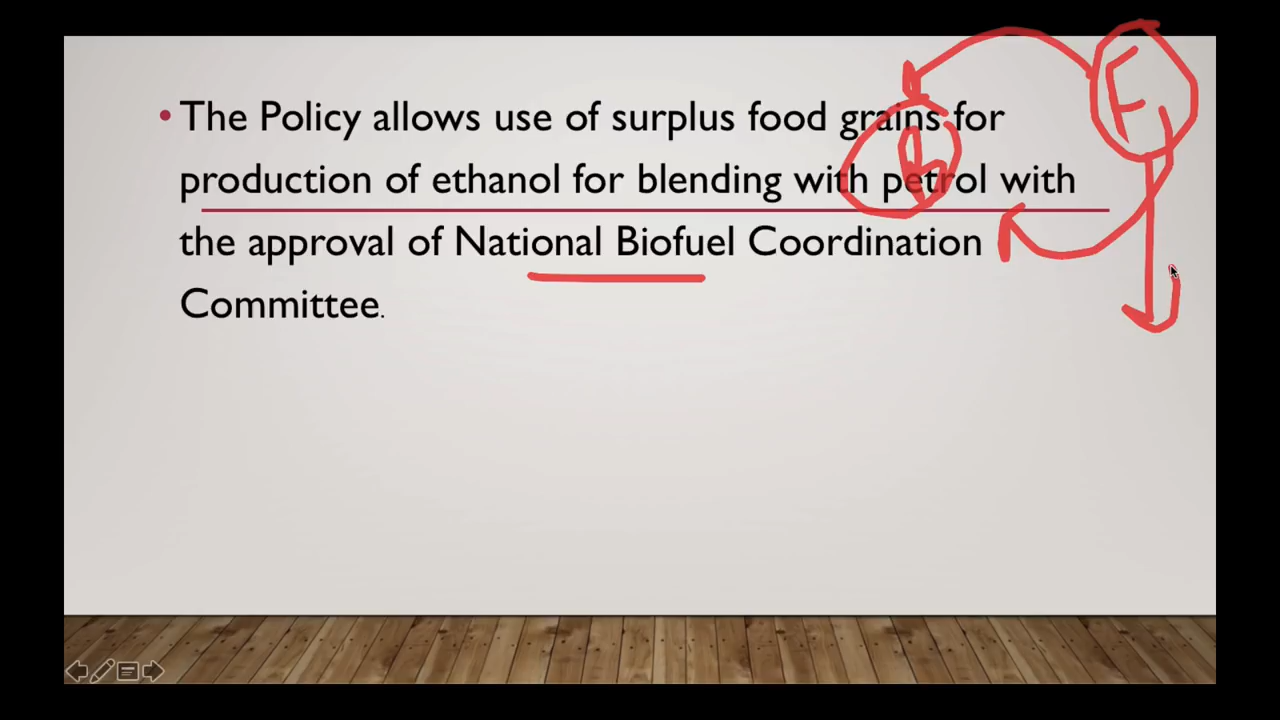 • The Policy allows use of surplus food grains for
production of ethanol for blending with petrol with
the approval of National Biofuel Coordination
Committee.
F
B